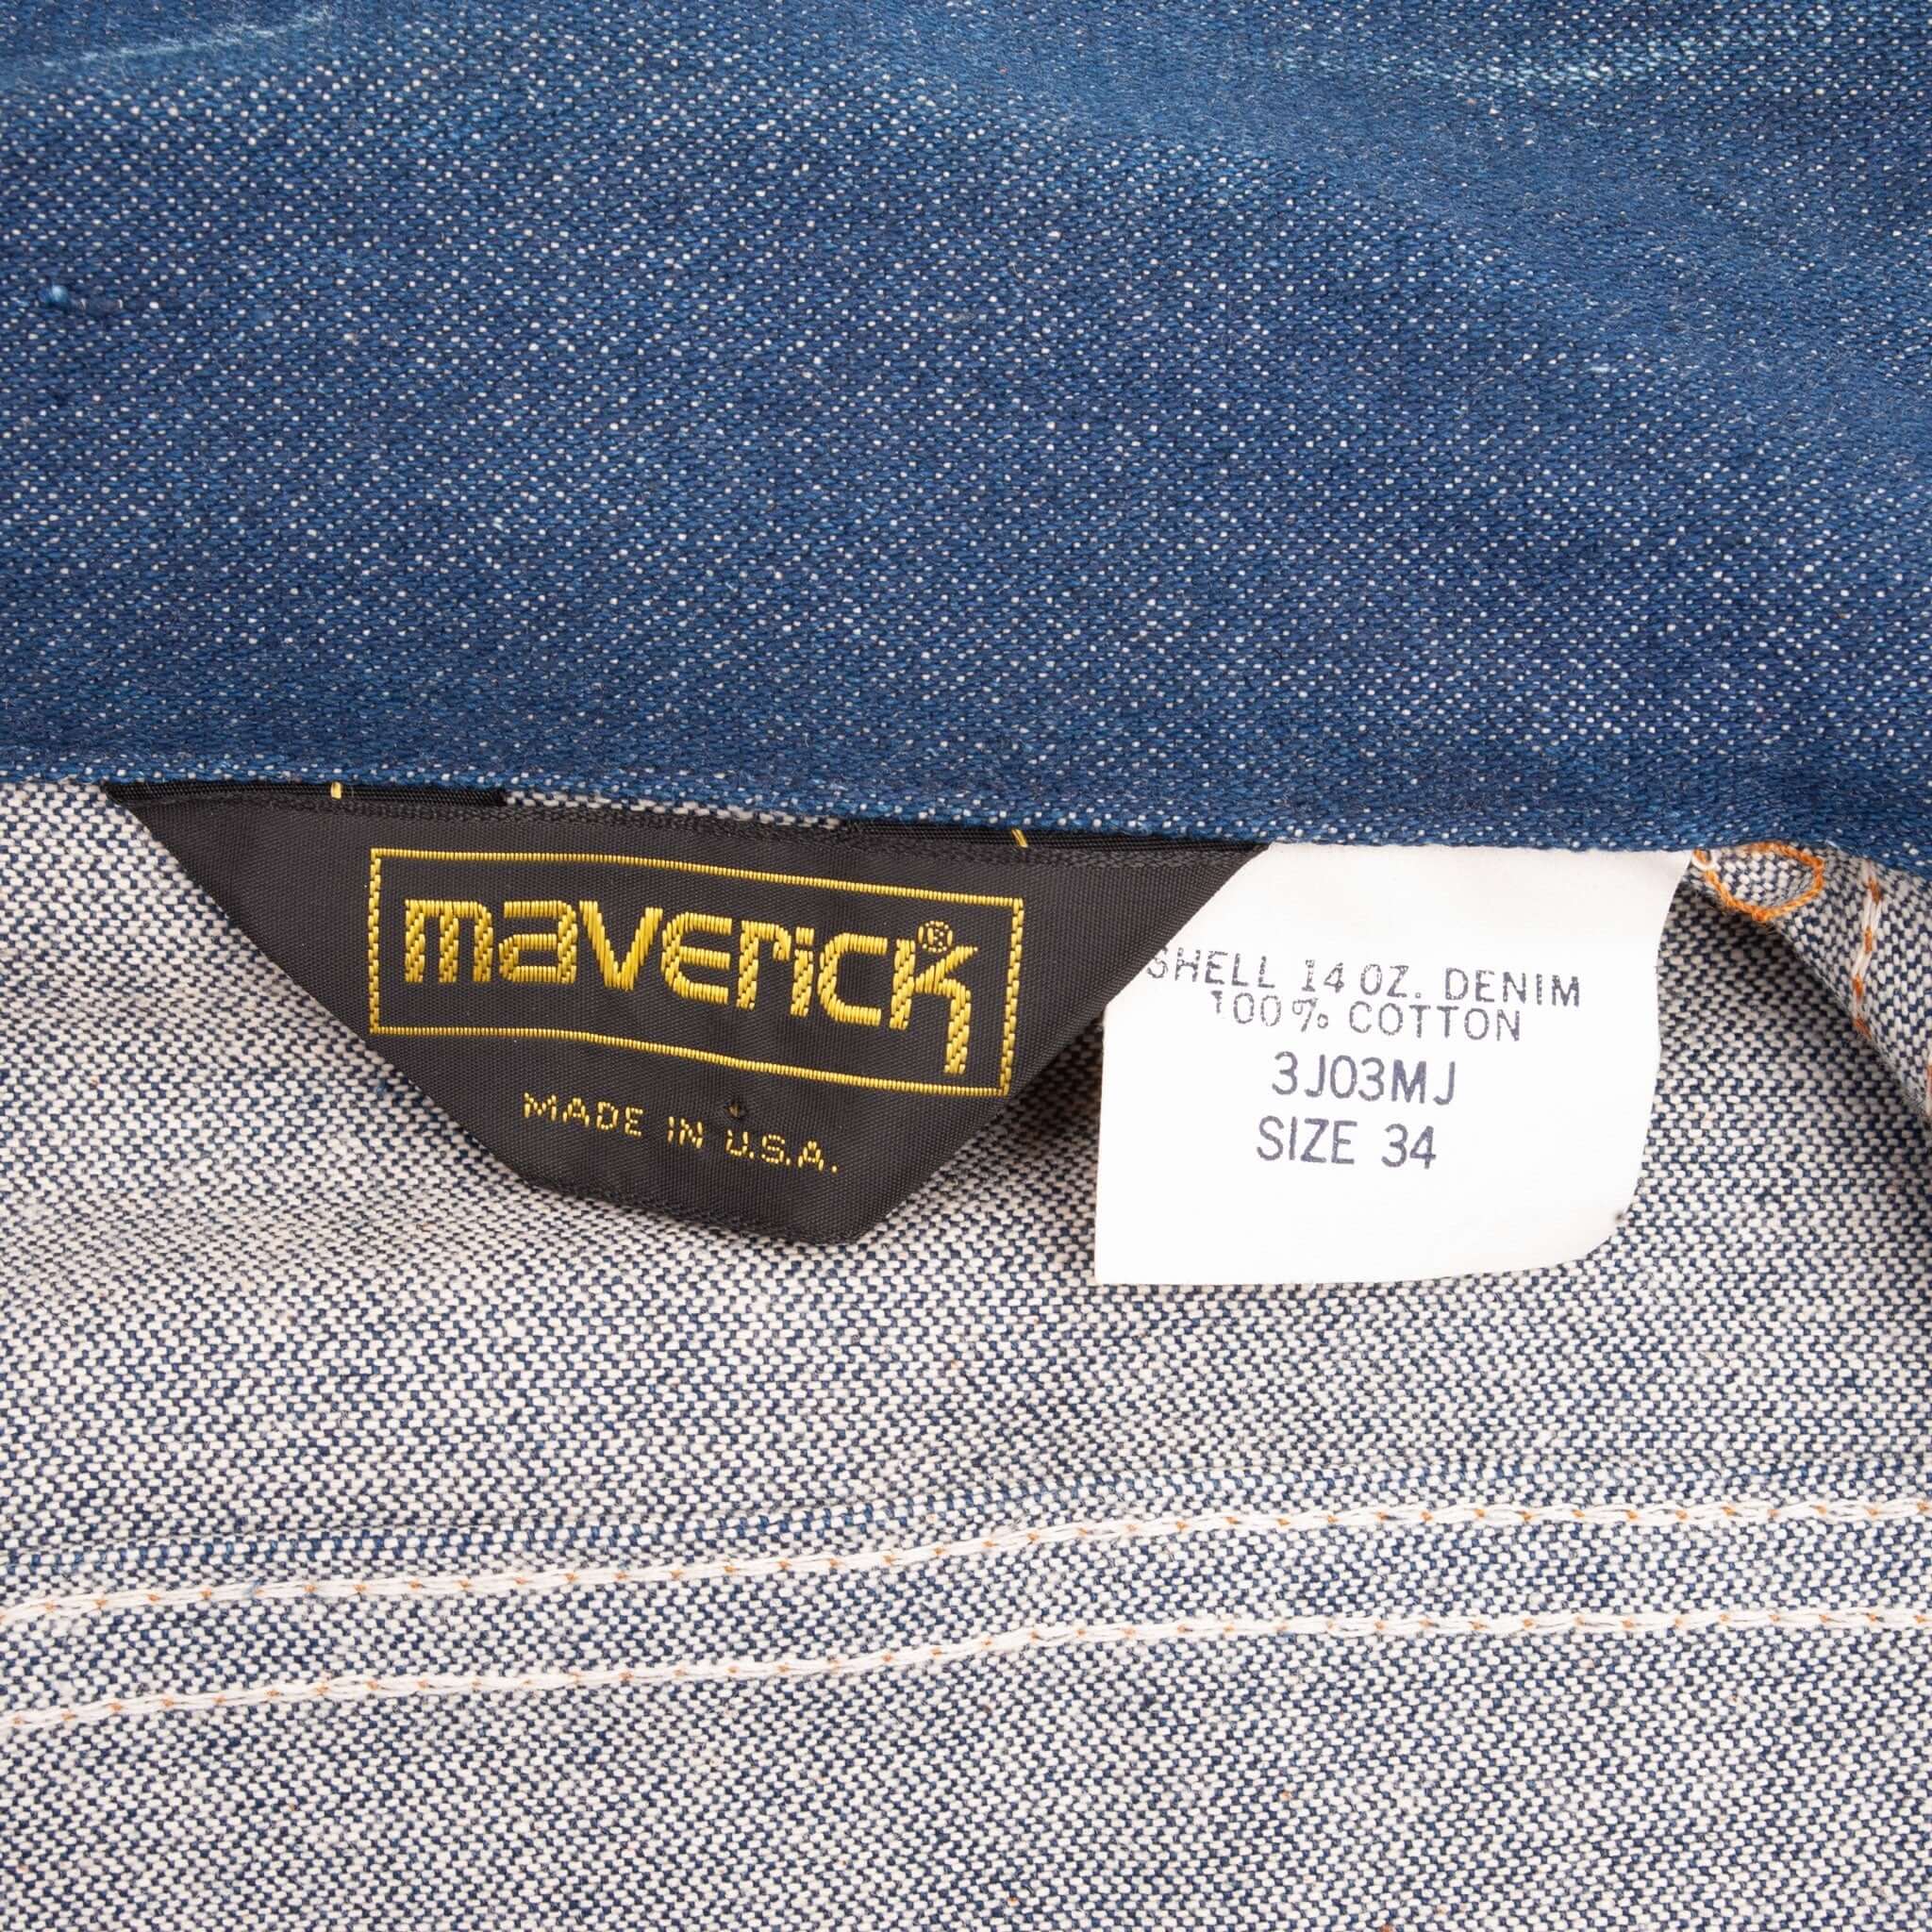 maverick®
MADE IN U.S.A.
SHELL 14 OZ. DENIM
100% COTTON
3J03MJ
SIZE 34